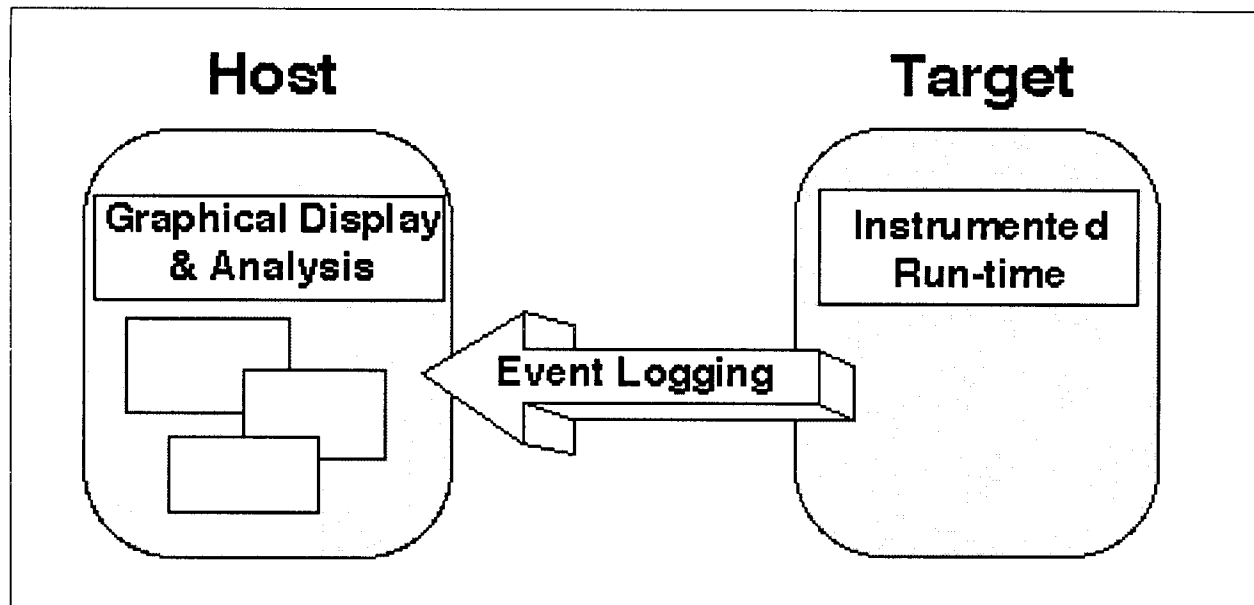 Host
Target
Graphical Display
& Analysis
Instrumented
Run-time
Event Logging